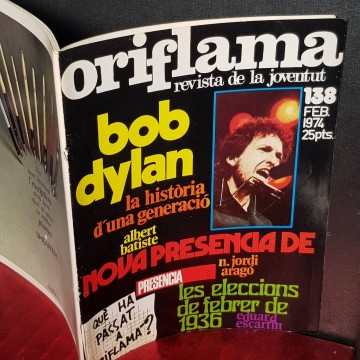 oriflama
revista de la joventut
138
FEB.
1974
25pts.
bob
dylan
la història
d'una generació
albert
batiste
NOVA PRESENCIA DE
PRESENCIA
n. jordi
aragó
les eleccions
de febrer de
1936
eduard
escartín
QUÈ HA
PASSAT
A
ORIFLAMA?